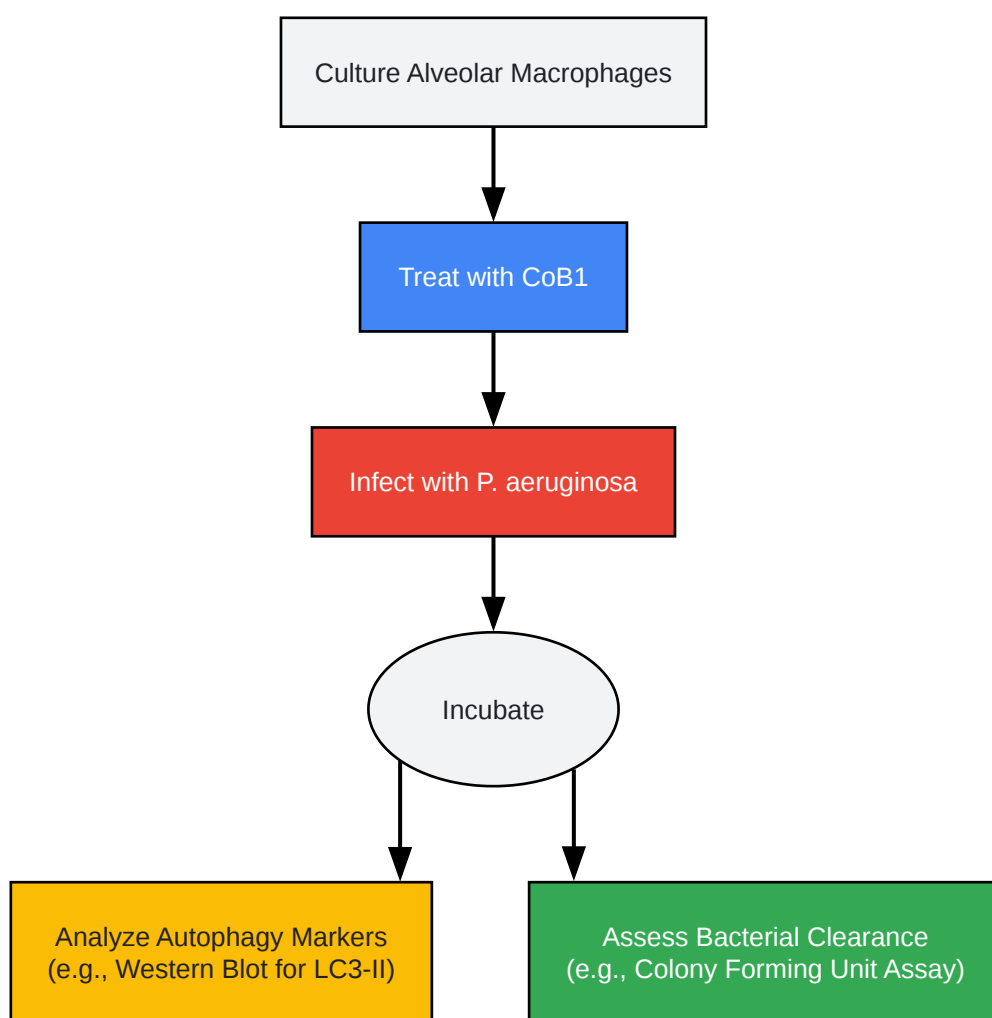 Culture Alveolar Macrophages
Treat with CoB1
Infect with P. aeruginosa
Incubate
Analyze Autophagy Markers
(e.g., Western Blot for LC3-II)
Assess Bacterial Clearance
(e.g., Colony Forming Unit Assay)